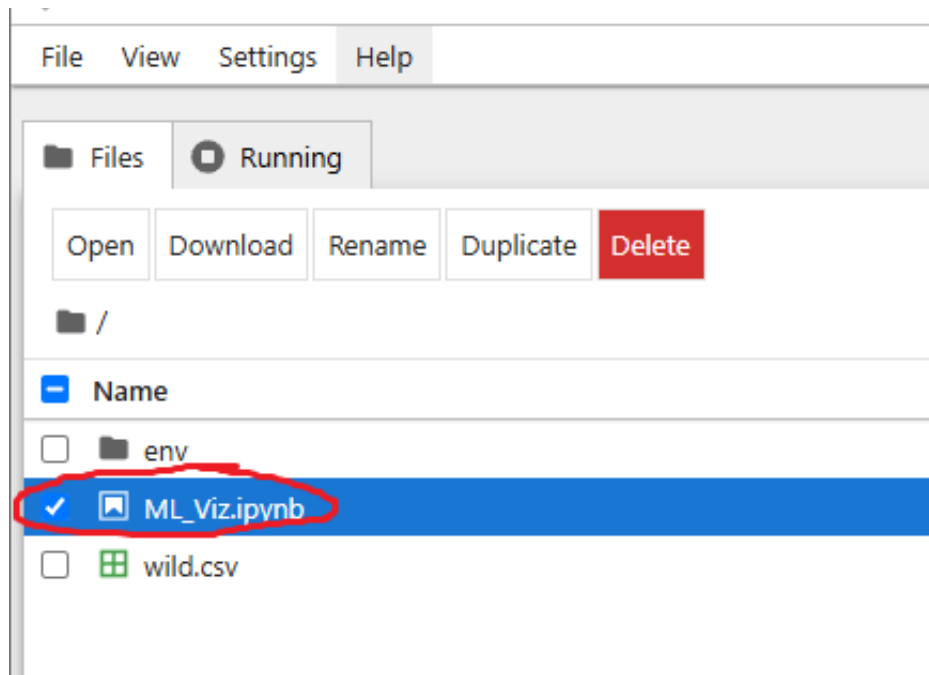 File View Settings Help
Files Running
Open Download Rename Duplicate Delete
/
Name
env
ML_Viz.ipynb
wild.csv